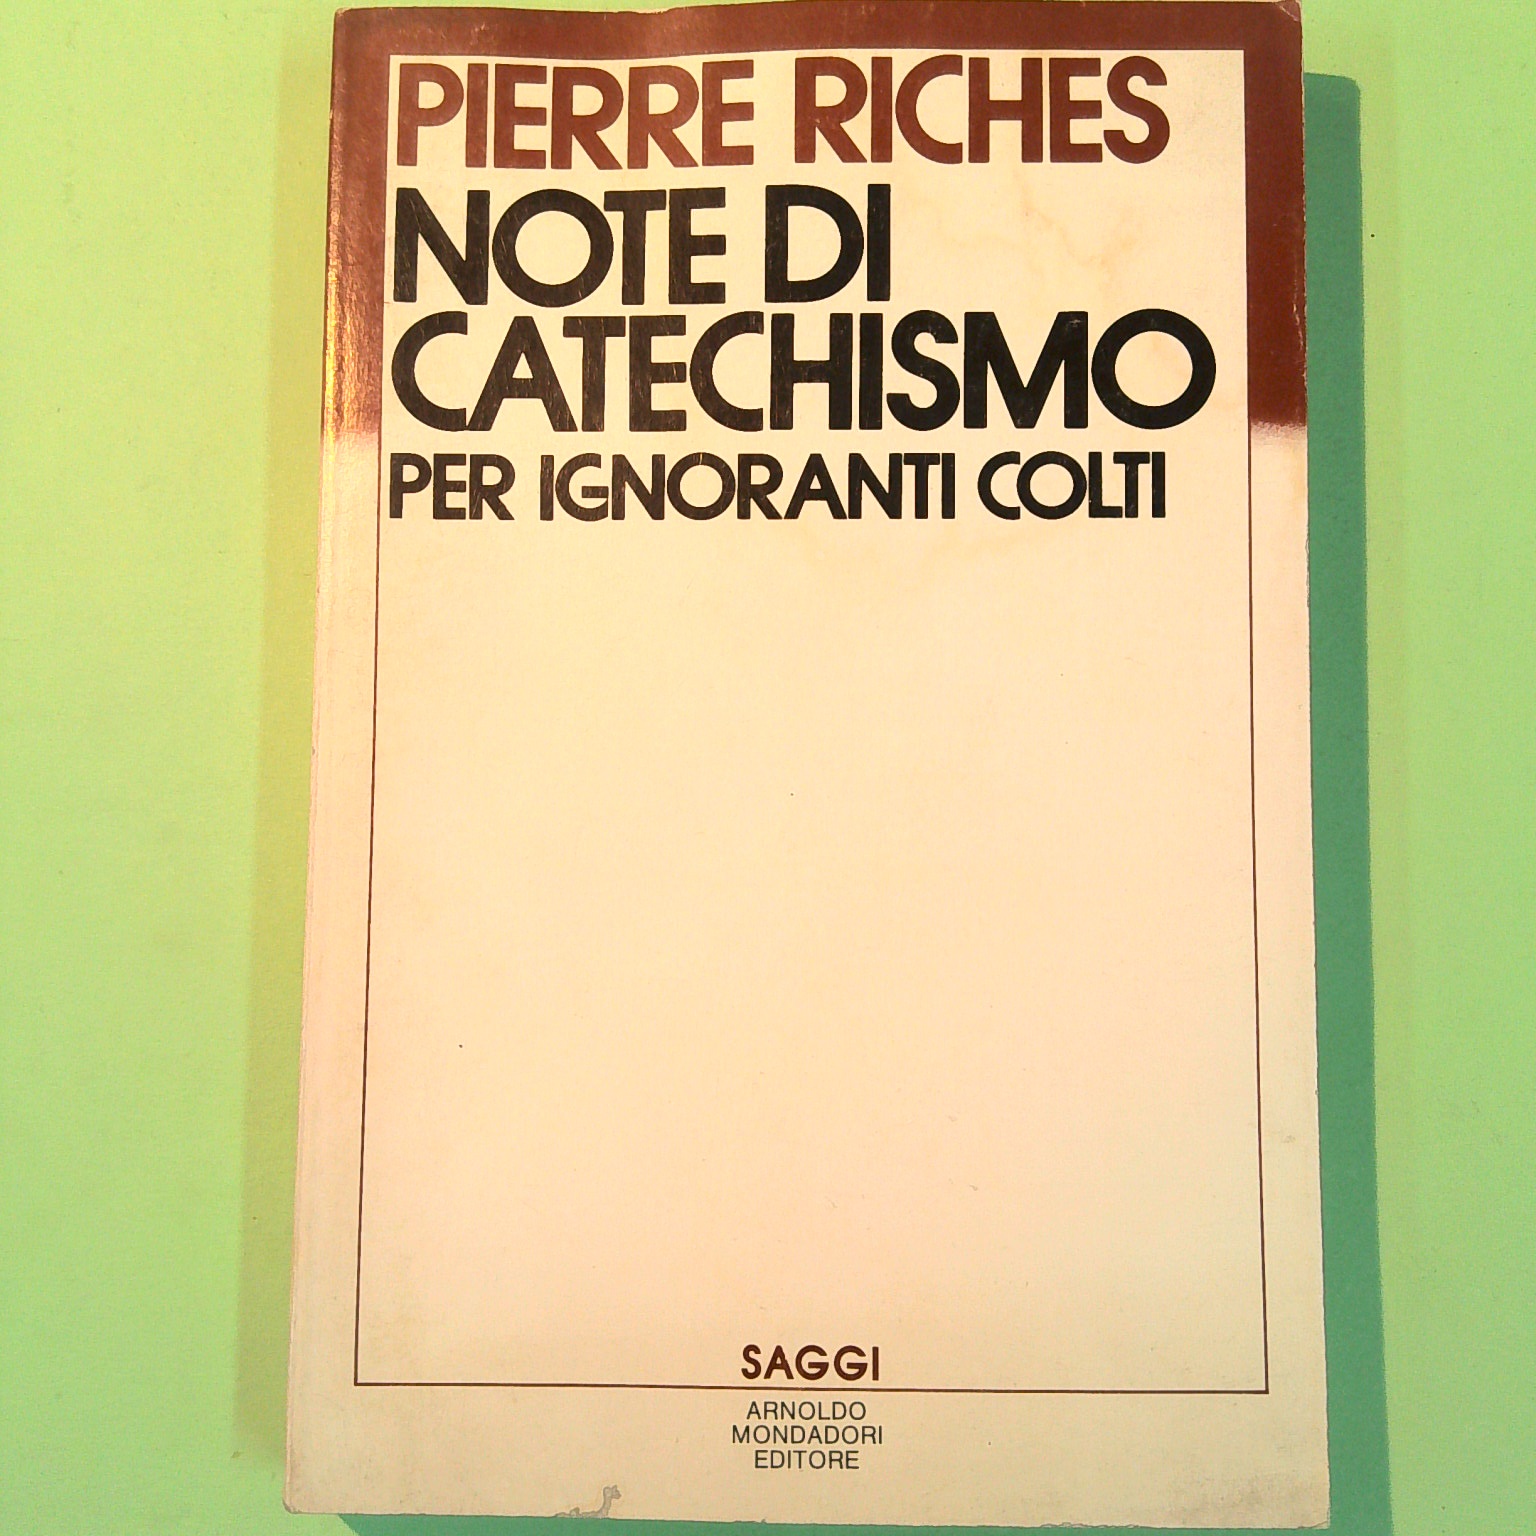 PIERRE RICHES
NOTE DI
CATECHISMO
PER IGNORANTI COLTI
SAGGI
ARNOLDO
MONDADORI
EDITORE